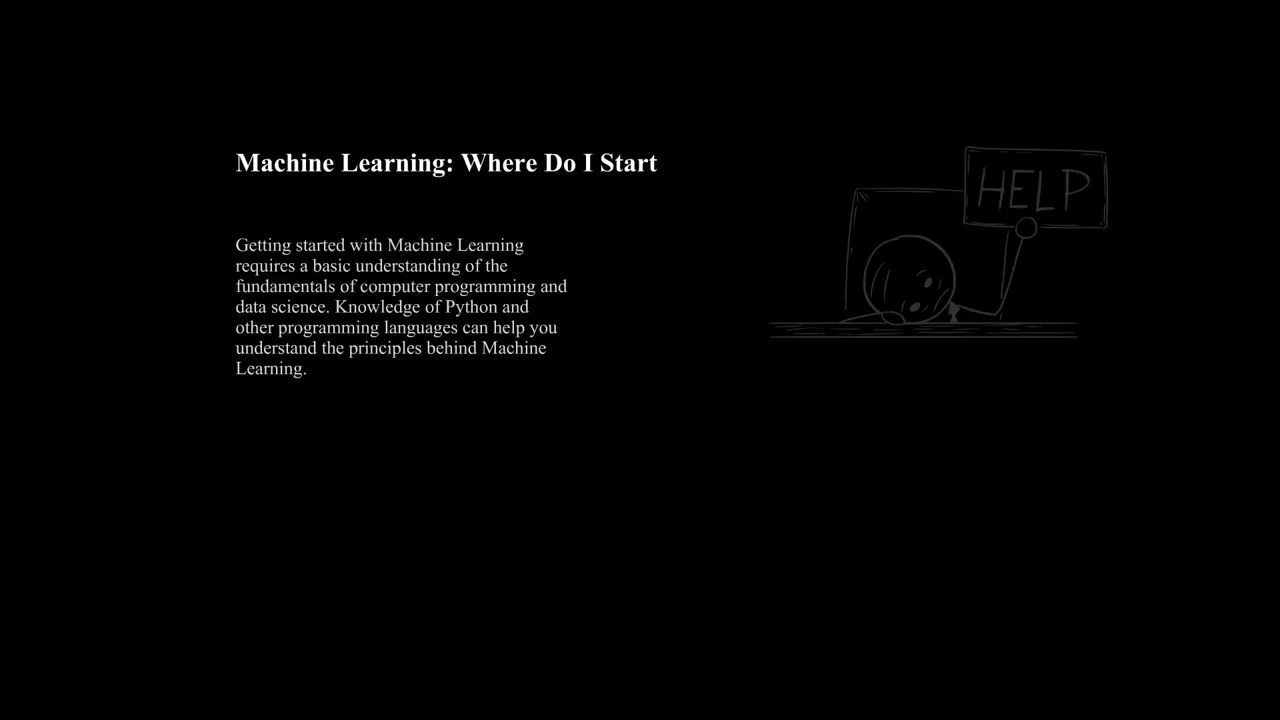 Machine Learning: Where Do I Start
HELP
Getting started with Machine Learning
requires a basic understanding of the
fundamentals of computer programming and
data science. Knowledge of Python and
other programming languages can help you
understand the principles behind Machine
Learning.